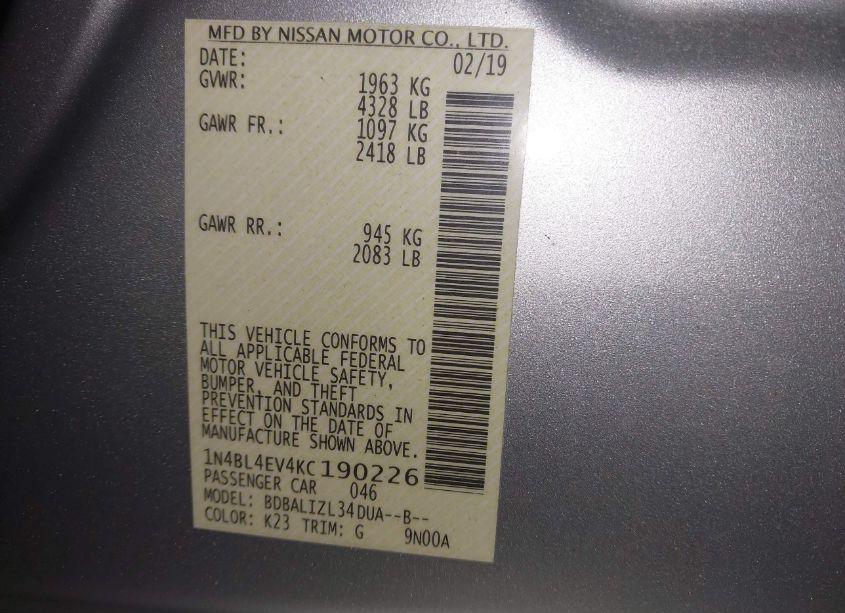 MFD BY NISSAN MOTOR CO., LTD.
DATE: 02/19
GVWR: 1963 KG
4328 LB
GAWR FR.: 1097 KG
2418 LB
GAWR RR.: 945 KG
2083 LB
THIS VEHICLE CONFORMS TO
ALL APPLICABLE FEDERAL
MOTOR VEHICLE SAFETY,
BUMPER, AND THEFT
PREVENTION STANDARDS IN
EFFECT ON THE DATE OF
MANUFACTURE SHOWN ABOVE.
1N4BL4EV4KC190226
PASSENGER CAR 046
MODEL: BDBALIZL34DUA--B--
COLOR: K23 TRIM: G 9N00A